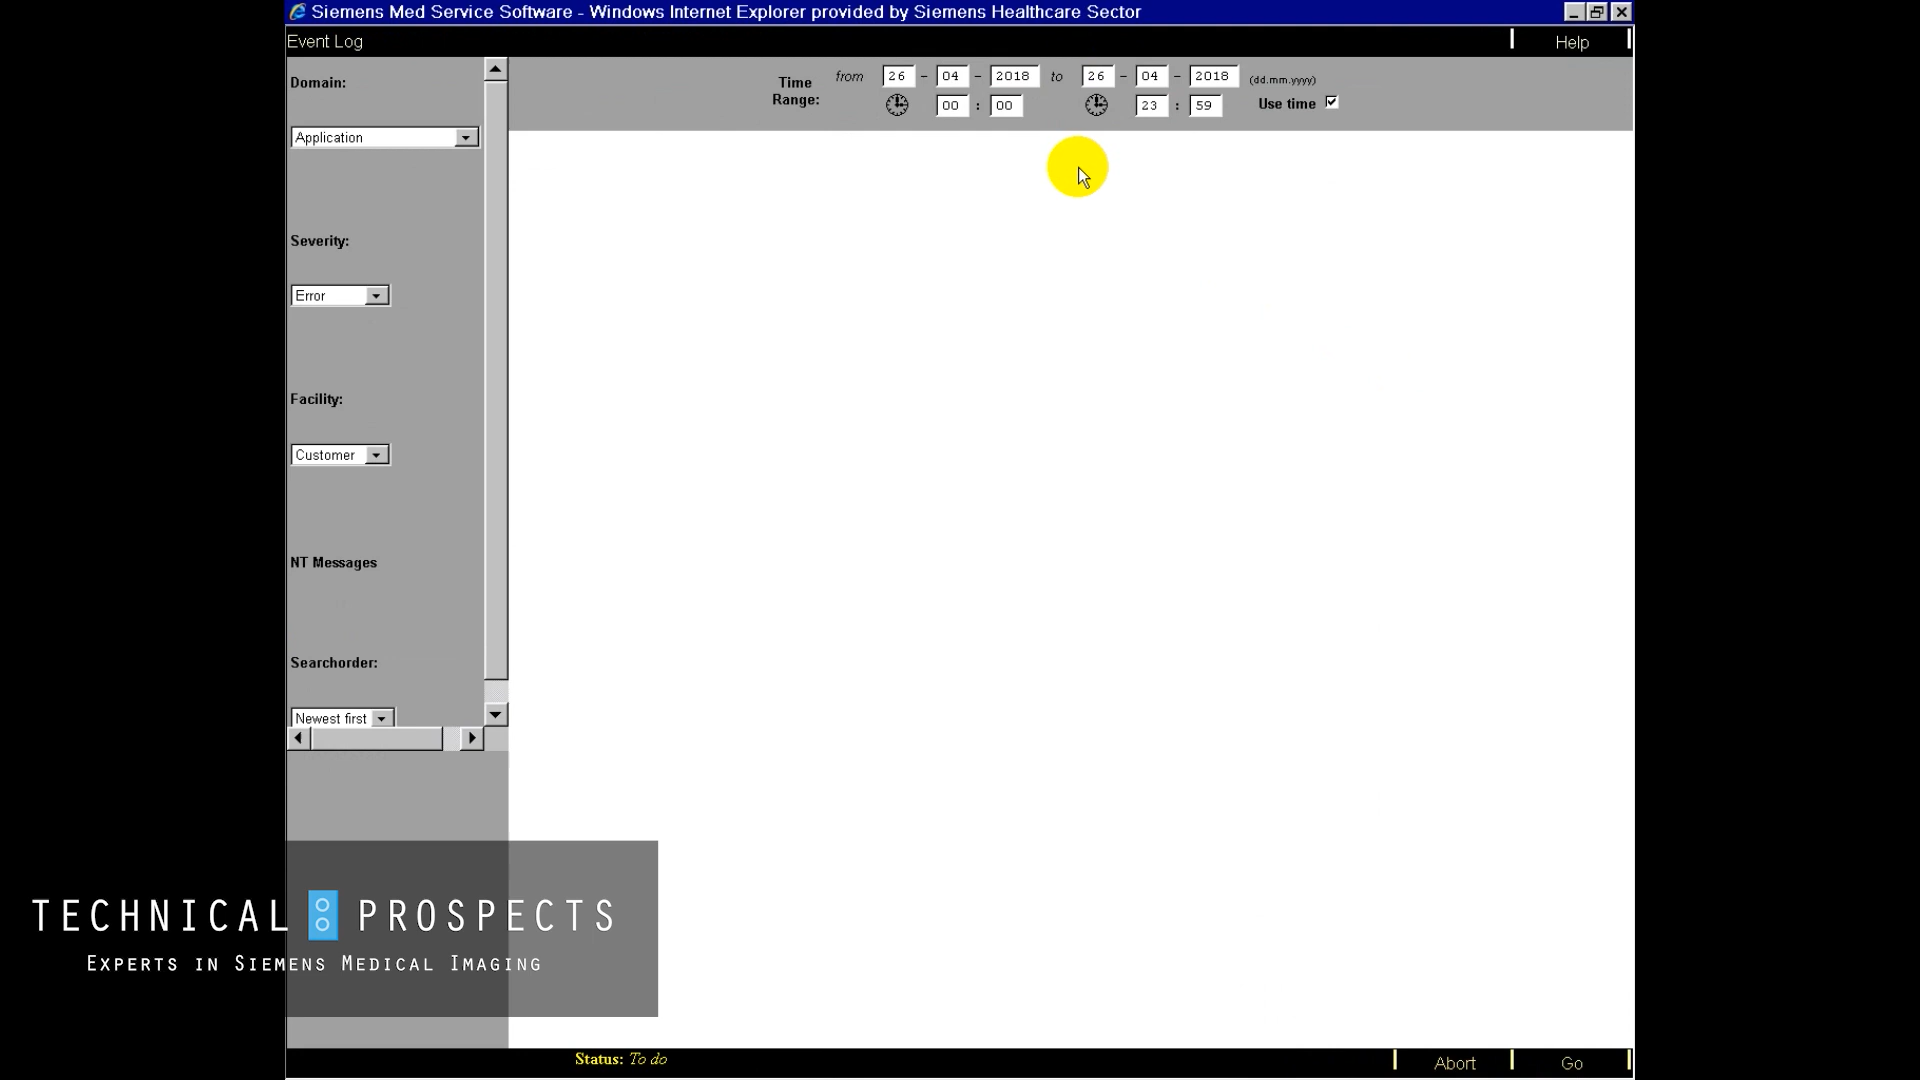 Siemens Med Service Software - Windows Internet Explorer provided by Siemens Healthcare Sector
Event Log
Help
Domain:
Application
Time Range:
from 26 - 04 - 2018 to 26 - 04 - 2018 (dd.mm.yyyy)
00 : 00 23 : 59 Use time
Severity:
Error
Facility:
Customer
NT Messages
Searchorder:
Newest first
TECHNICAL PROSPECTS
EXPERTS IN SIEMENS MEDICAL IMAGING
Status: To do
Abort
Go